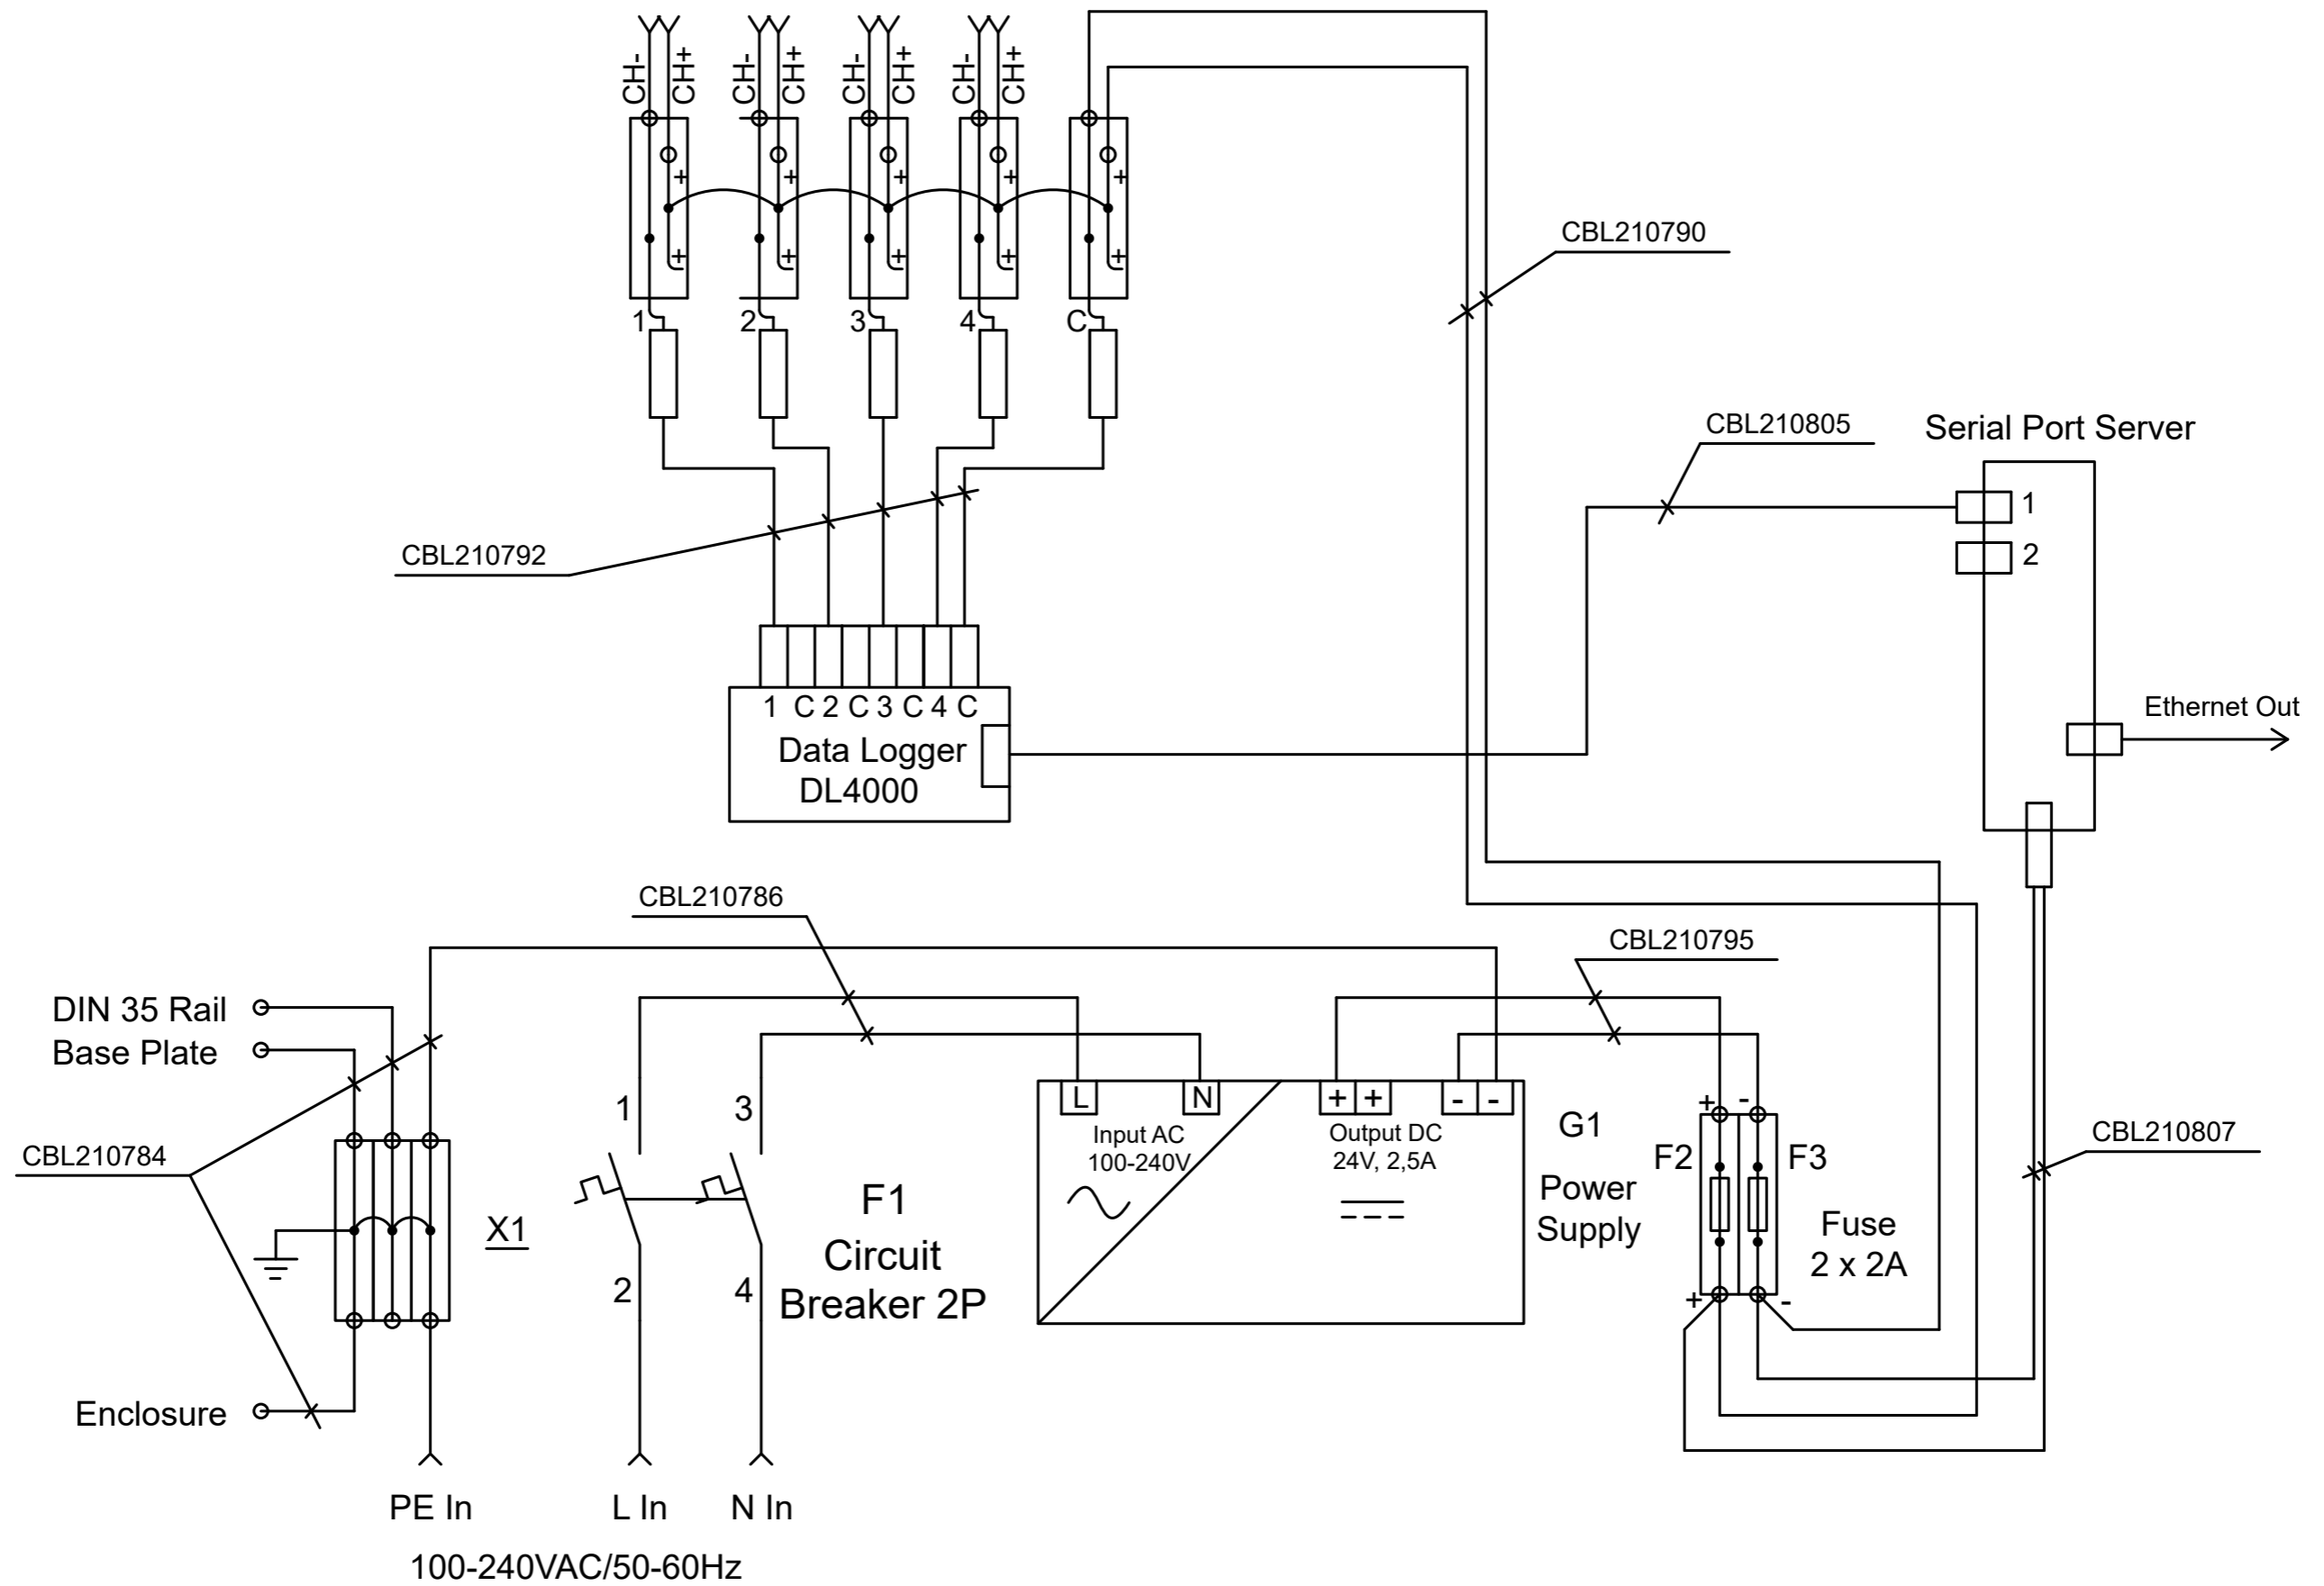 CH- CH+ CH- CH+ CH- CH+ CH- CH+
+ + + + +
+ + + + +
1 2 3 4 C
CBL210790
CBL210805
Serial Port Server
1
2
CBL210792
1 C 2 C 3 C 4 C
Data Logger
DL4000
Ethernet Out
CBL210786
CBL210795
DIN 35 Rail
Base Plate
CBL210784
X1
Enclosure
PE In
1 3
2 4
F1
Circuit
Breaker 2P
L In
N In
100-240VAC/50-60Hz
L N + + - -
Input AC
100-240V
Output DC
24V, 2,5A
G1
Power
Supply
+ -
F2 F3
Fuse
2 x 2A
+ -
CBL210807